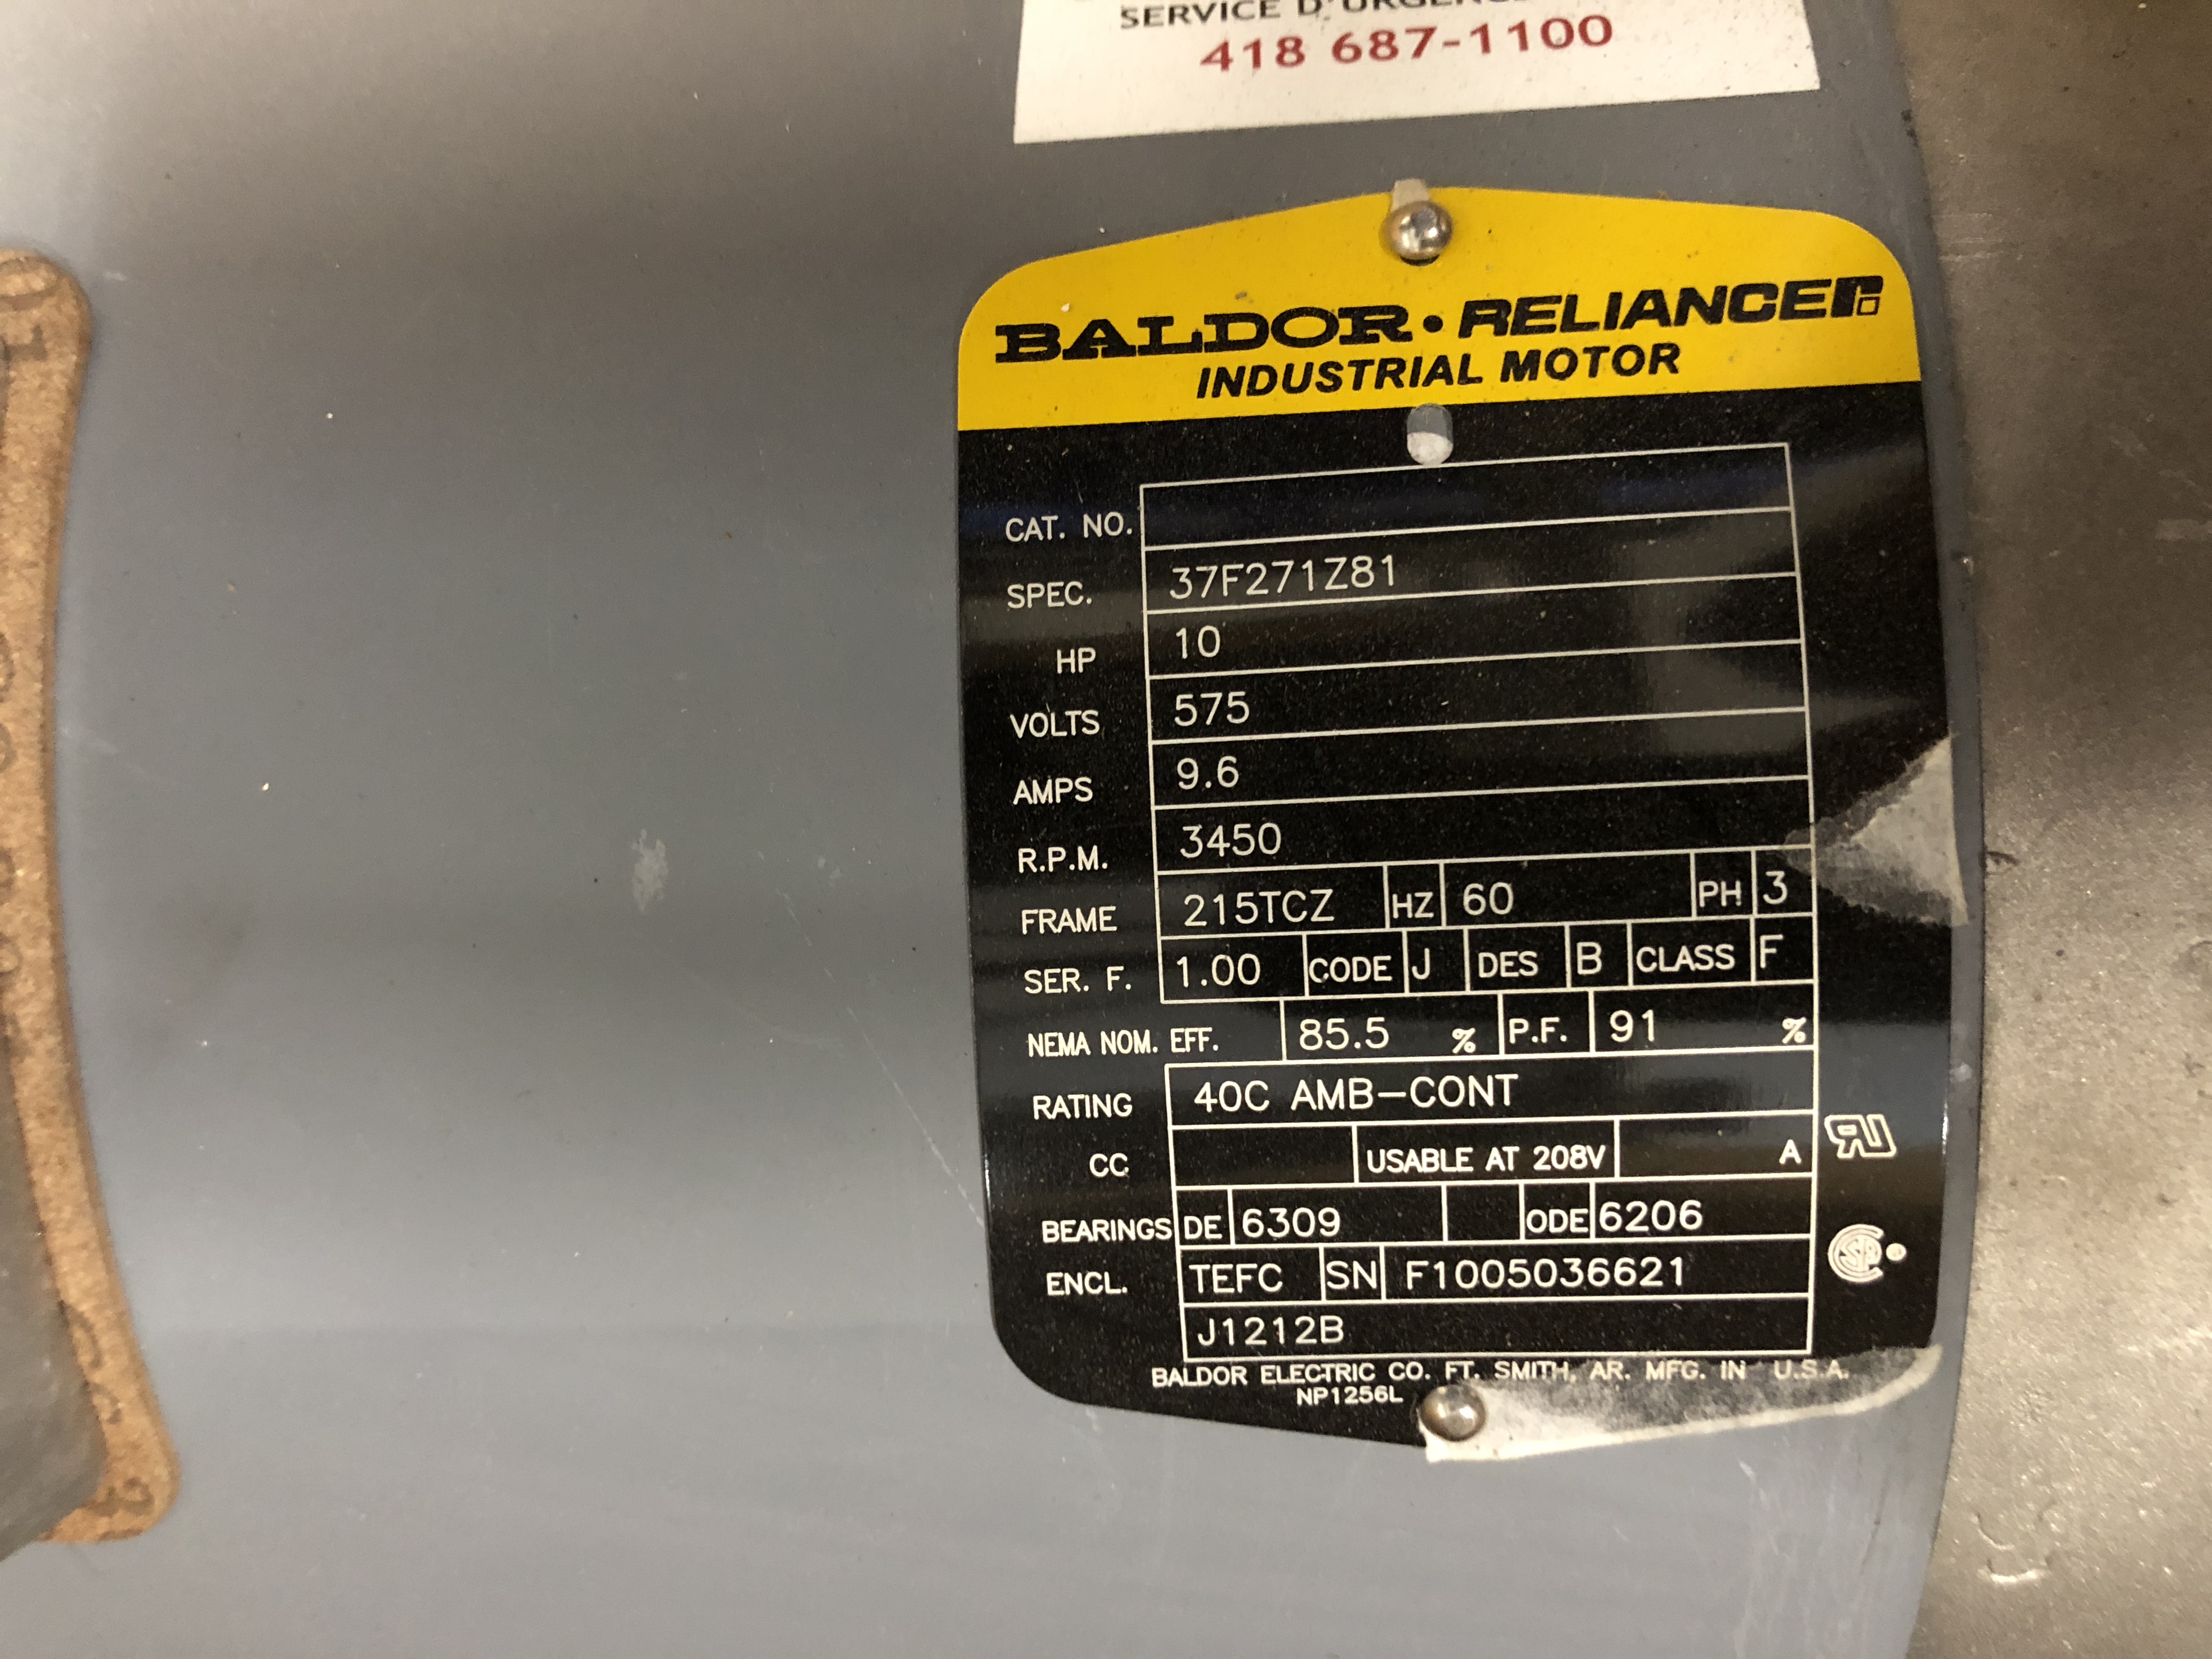 SERVICE D'URGENC
418 687-1100
BALDOR • RELIANCE
INDUSTRIAL MOTOR
CAT. NO.
SPEC. 37F271Z81
HP 10
VOLTS 575
AMPS 9.6
R.P.M. 3450
FRAME 215TCZ HZ 60 PH 3
SER. F. 1.00 CODE J DES B CLASS F
NEMA NOM. EFF. 85.5 % P.F. 91 %
RATING 40C AMB-CONT
CC USABLE AT 208V A
BEARINGS DE 6309 ODE 6206
ENCL. TEFC SN F1005036621
J1212B
BALDOR ELECTRIC CO. FT. SMITH, AR. MFG. IN U.S.A.
NP1256L